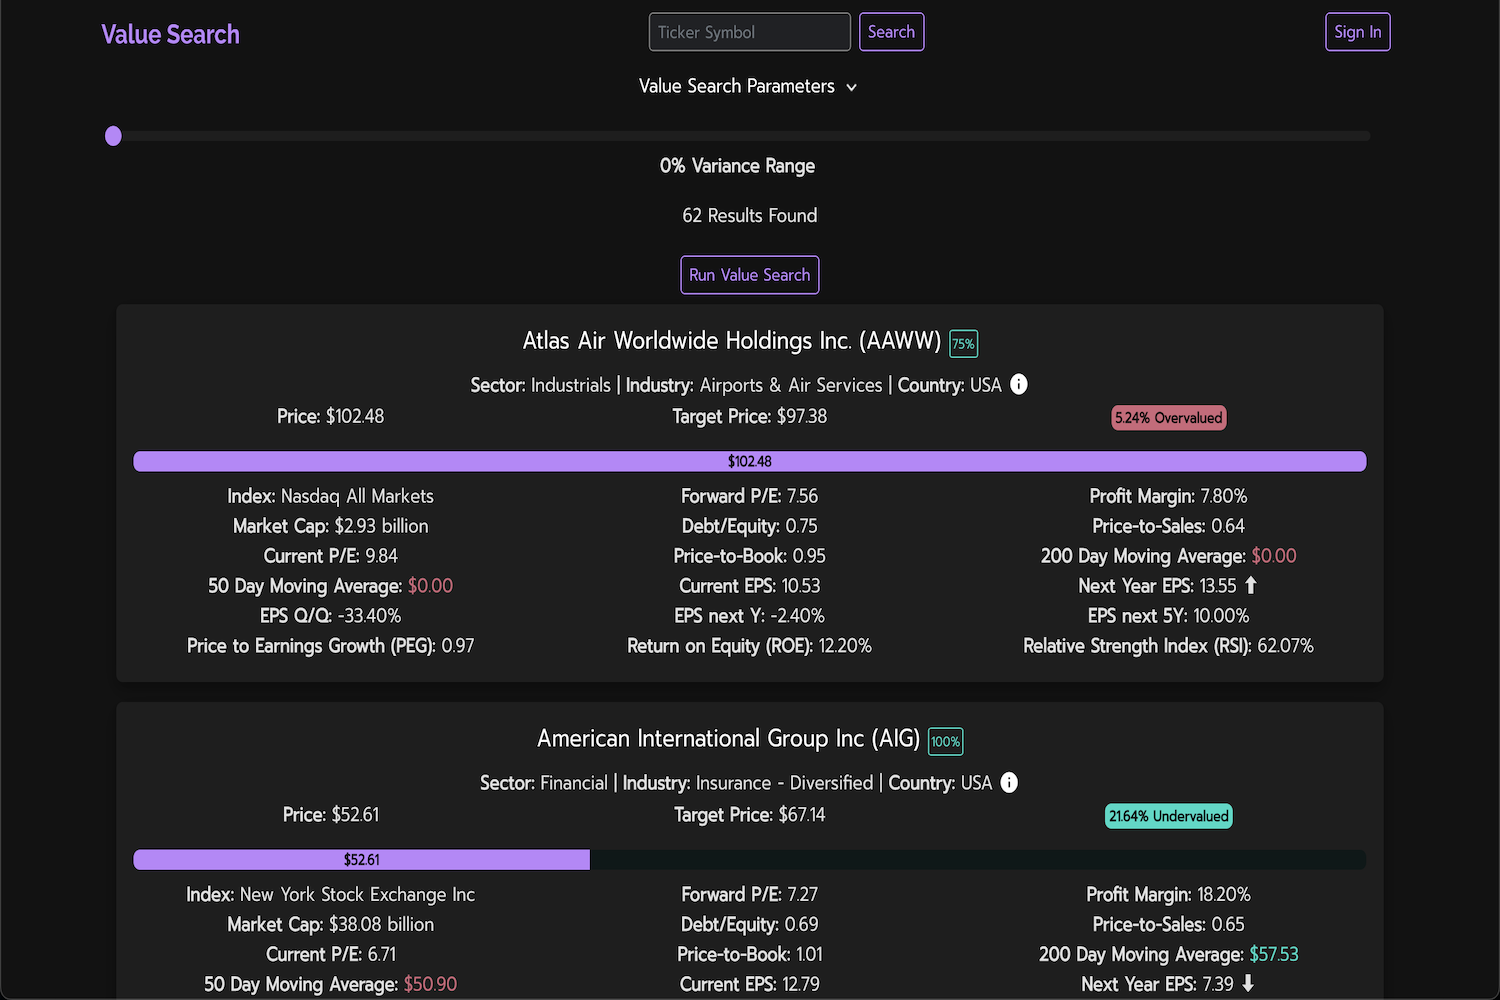 Value Search
Ticker Symbol
Search
Sign In
Value Search Parameters
0% Variance Range
62 Results Found
Run Value Search
Atlas Air Worldwide Holdings Inc. (AAWW) 75%
Sector: Industrials | Industry: Airports & Air Services | Country: USA
Price: $102.48
Target Price: $97.38
5.24% Overvalued
$102.48
Index: Nasdaq All Markets
Forward P/E: 7.56
Profit Margin: 7.80%
Market Cap: $2.93 billion
Debt/Equity: 0.75
Price-to-Sales: 0.64
Current P/E: 9.84
Price-to-Book: 0.95
200 Day Moving Average: $0.00
50 Day Moving Average: $0.00
Current EPS: 10.53
Next Year EPS: 13.55
EPS Q/Q: -33.40%
EPS next Y: -2.40%
EPS next 5Y: 10.00%
Price to Earnings Growth (PEG): 0.97
Return on Equity (ROE): 12.20%
Relative Strength Index (RSI): 62.07%
American International Group Inc (AIG) 100%
Sector: Financial | Industry: Insurance - Diversified | Country: USA
Price: $52.61
Target Price: $67.14
21.64% Undervalued
$52.61
Index: New York Stock Exchange Inc
Forward P/E: 7.27
Profit Margin: 18.20%
Market Cap: $38.08 billion
Debt/Equity: 0.69
Price-to-Sales: 0.65
Current P/E: 6.71
Price-to-Book: 1.01
200 Day Moving Average: $57.53
50 Day Moving Average: $50.90
Current EPS: 12.79
Next Year EPS: 7.39